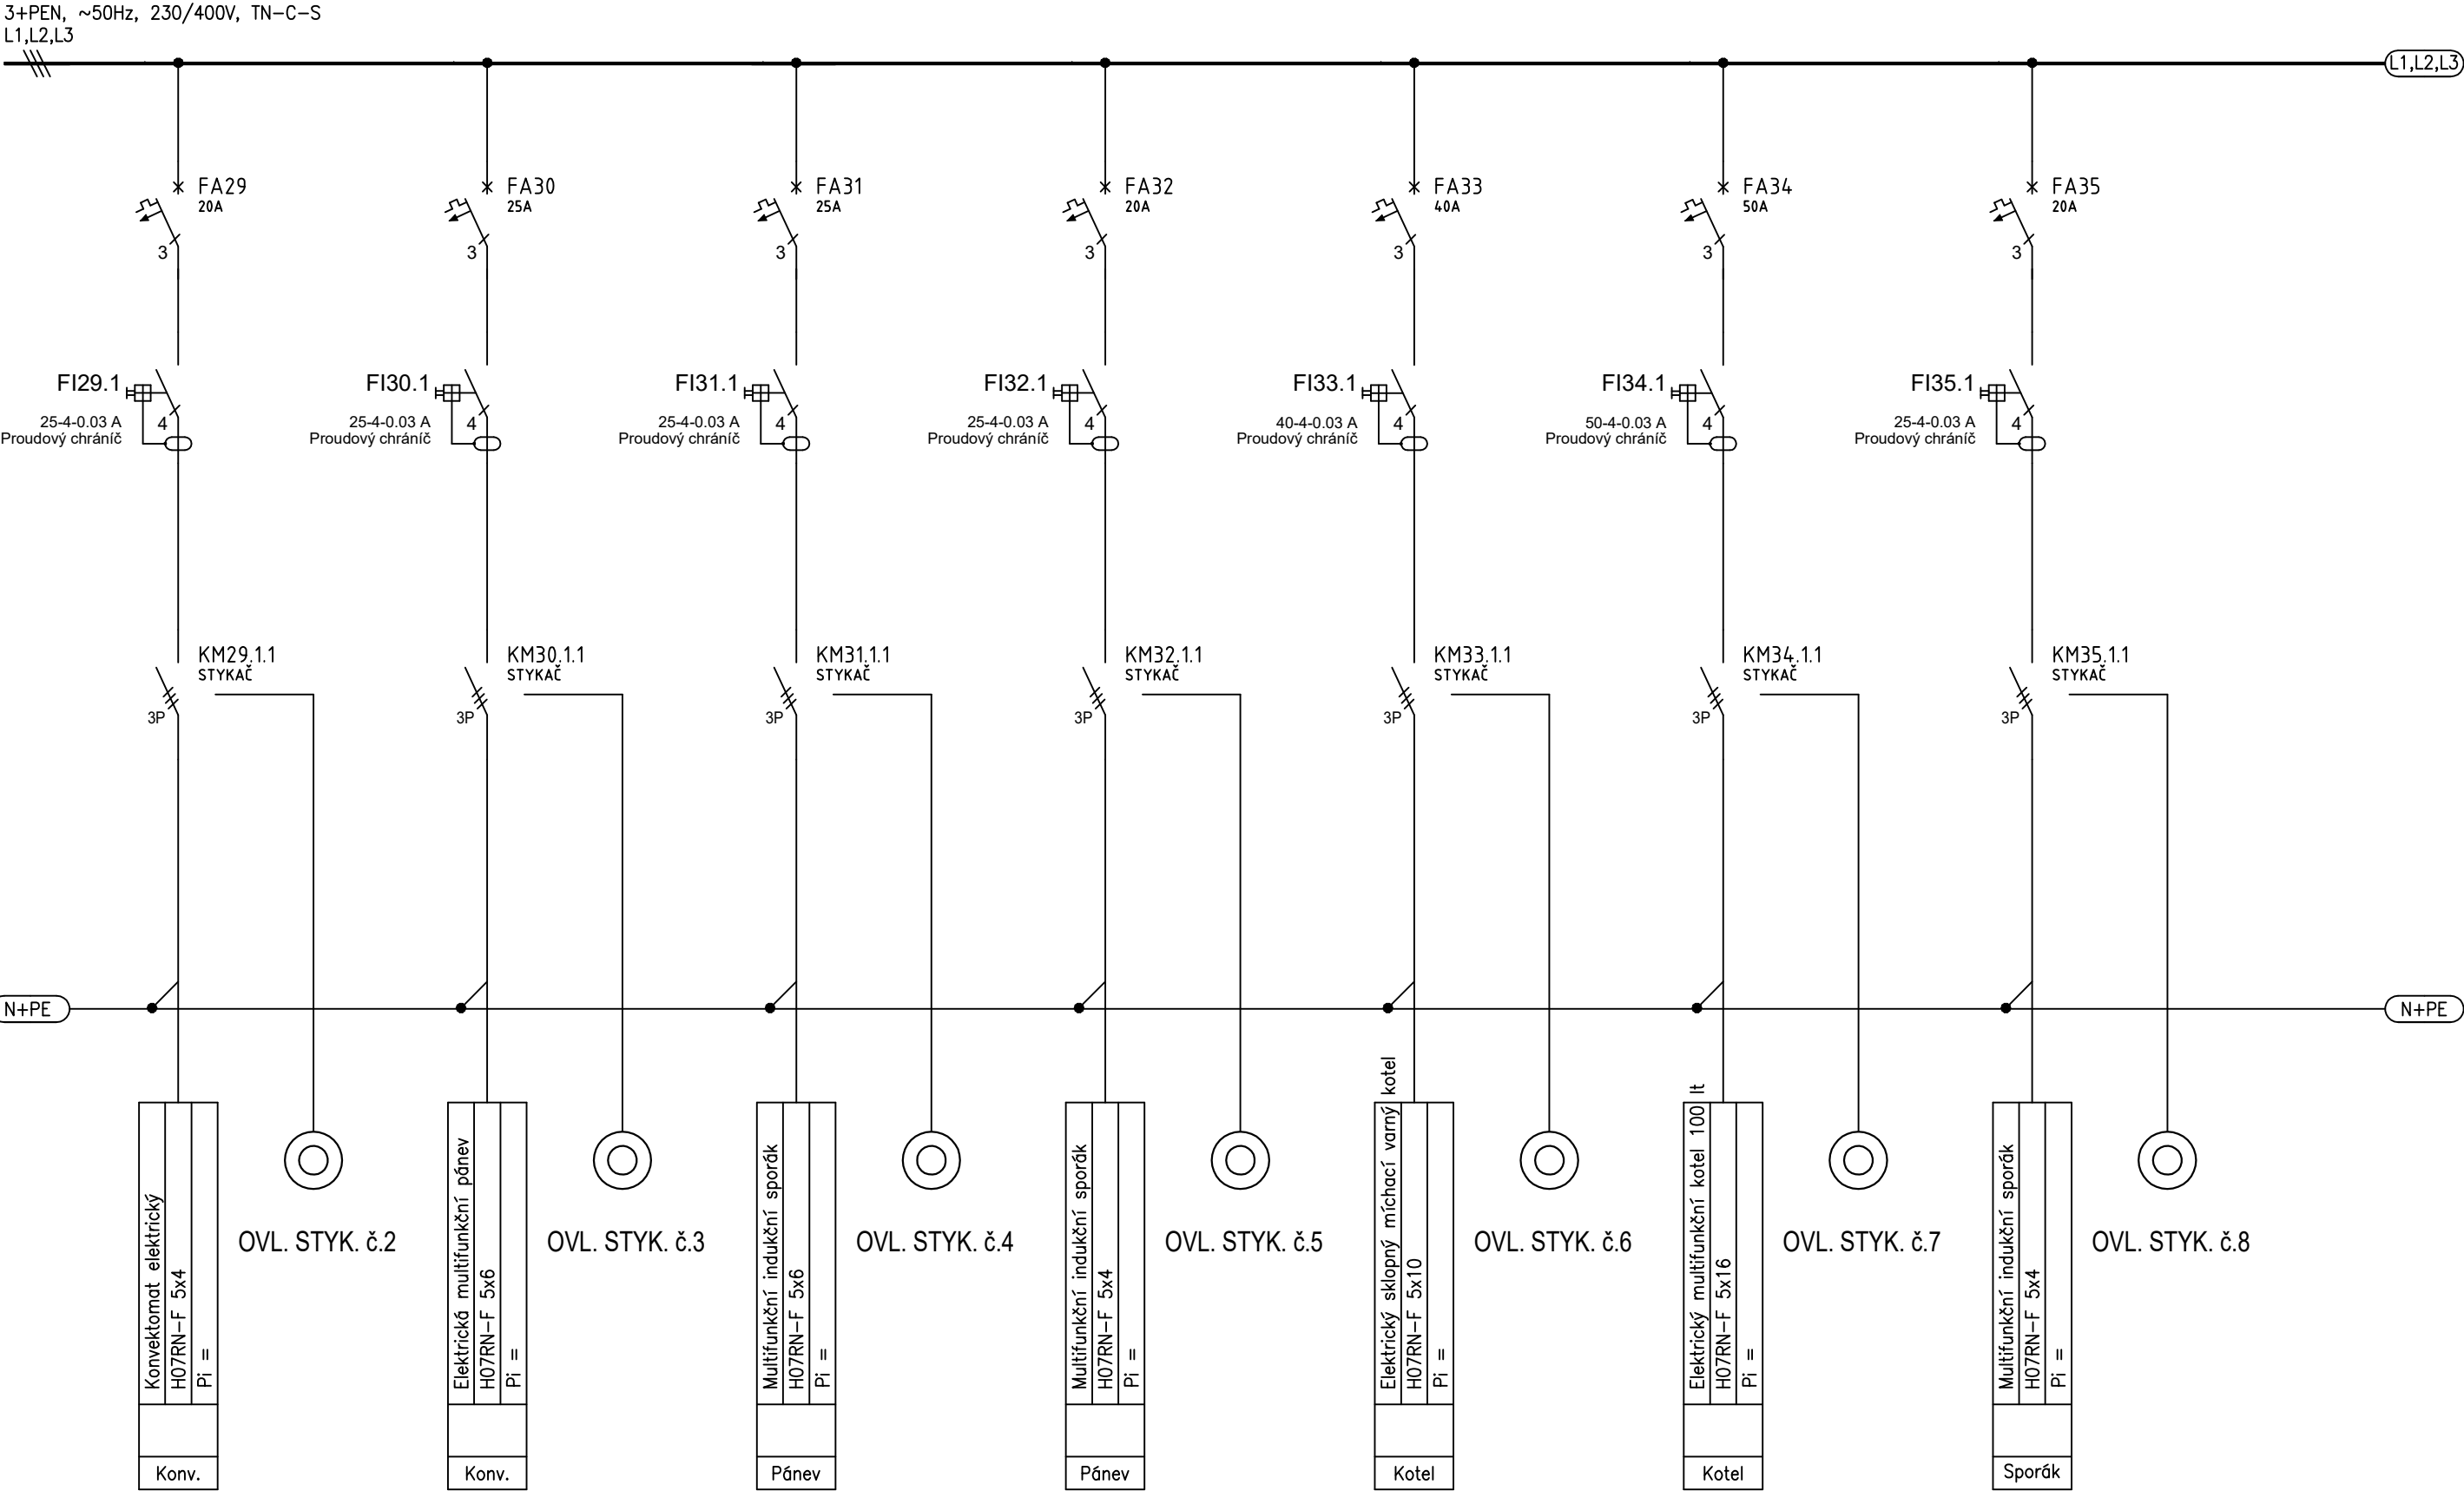 3+PEN, ~50Hz, 230/400V, TN-C-S
L1,L2,L3
L1,L2,L3
FA29
20A
3
FA30
25A
3
FA31
25A
3
FA32
20A
3
FA33
40A
3
FA34
50A
3
FA35
20A
3
FI29.1
25-4-0.03 A
Proudový chráníč
4
FI30.1
25-4-0.03 A
Proudový chráníč
4
FI31.1
25-4-0.03 A
Proudový chráníč
4
FI32.1
25-4-0.03 A
Proudový chráníč
4
FI33.1
40-4-0.03 A
Proudový chráníč
4
FI34.1
50-4-0.03 A
Proudový chráníč
4
FI35.1
25-4-0.03 A
Proudový chráníč
4
KM29.1.1
STYKAČ
3P
KM30.1.1
STYKAČ
3P
KM31.1.1
STYKAČ
3P
KM32.1.1
STYKAČ
3P
KM33.1.1
STYKAČ
3P
KM34.1.1
STYKAČ
3P
KM35.1.1
STYKAČ
3P
N+PE
N+PE
Konvektomat elektrický
H07RN-F 5x4
Pi =
Konv.
OVL. STYK. č.2
Elektrická multifunkční pánev
H07RN-F 5x6
Pi =
Konv.
OVL. STYK. č.3
Multifunkční indukční sporák
H07RN-F 5x6
Pi =
Pánev
OVL. STYK. č.4
Multifunkční indukční sporák
H07RN-F 5x4
Pi =
Pánev
OVL. STYK. č.5
Elektrický sklopný míchací varný kotel
H07RN-F 5x10
Pi =
Kotel
OVL. STYK. č.6
Elektrický multifunkční kotel 100 lt
H07RN-F 5x16
Pi =
Kotel
OVL. STYK. č.7
Multifunkční indukční sporák
H07RN-F 5x4
Pi =
Sporák
OVL. STYK. č.8